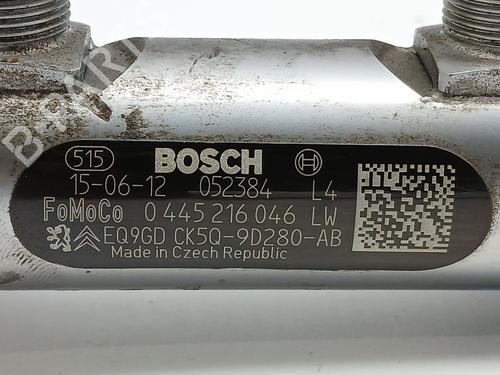 515 BOSCH
15-06-12 052384 L4
FoMoCo 0 445 216 046 LW
EQ9GD CK5Q-9D280-AB
Made in Czech Republic
B-PARTS